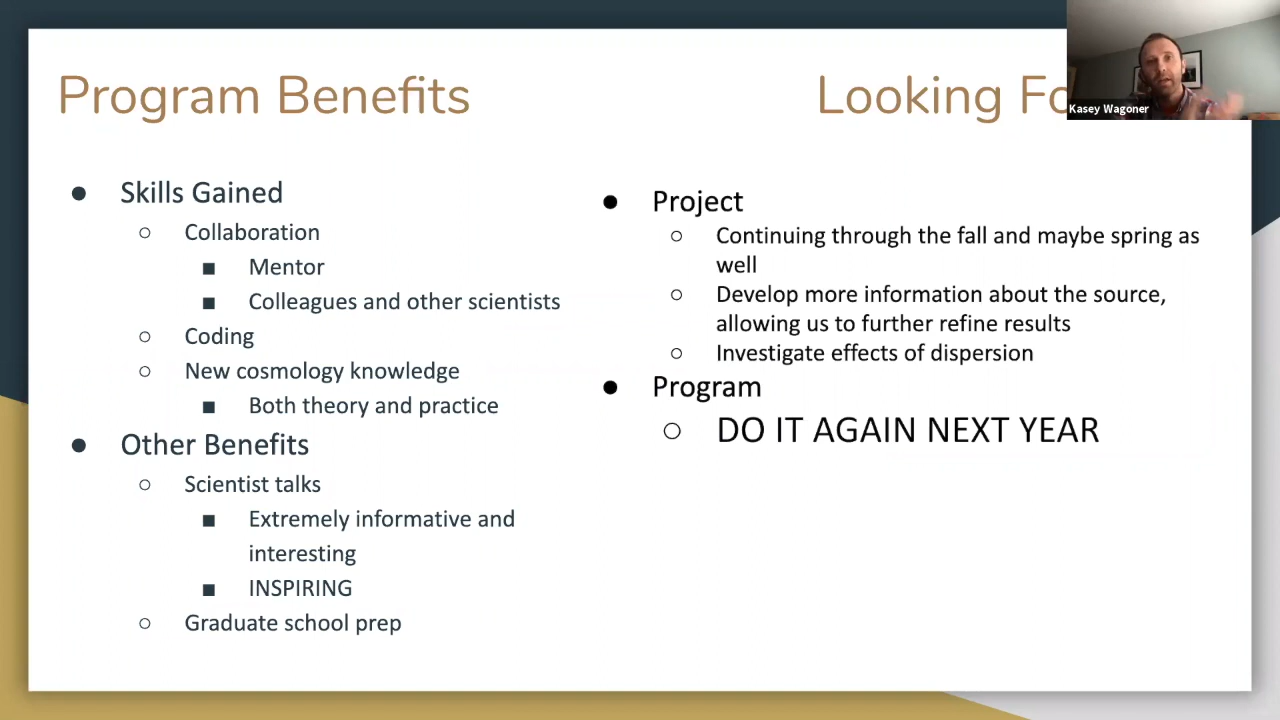 Program Benefits
Looking Fo
Kasey Wagoner
Skills Gained
Collaboration
Mentor
Colleagues and other scientists
Coding
New cosmology knowledge
Both theory and practice
Other Benefits
Scientist talks
Extremely informative and
interesting
INSPIRING
Graduate school prep
Project
Continuing through the fall and maybe spring as
well
Develop more information about the source,
allowing us to further refine results
Investigate effects of dispersion
Program
DO IT AGAIN NEXT YEAR